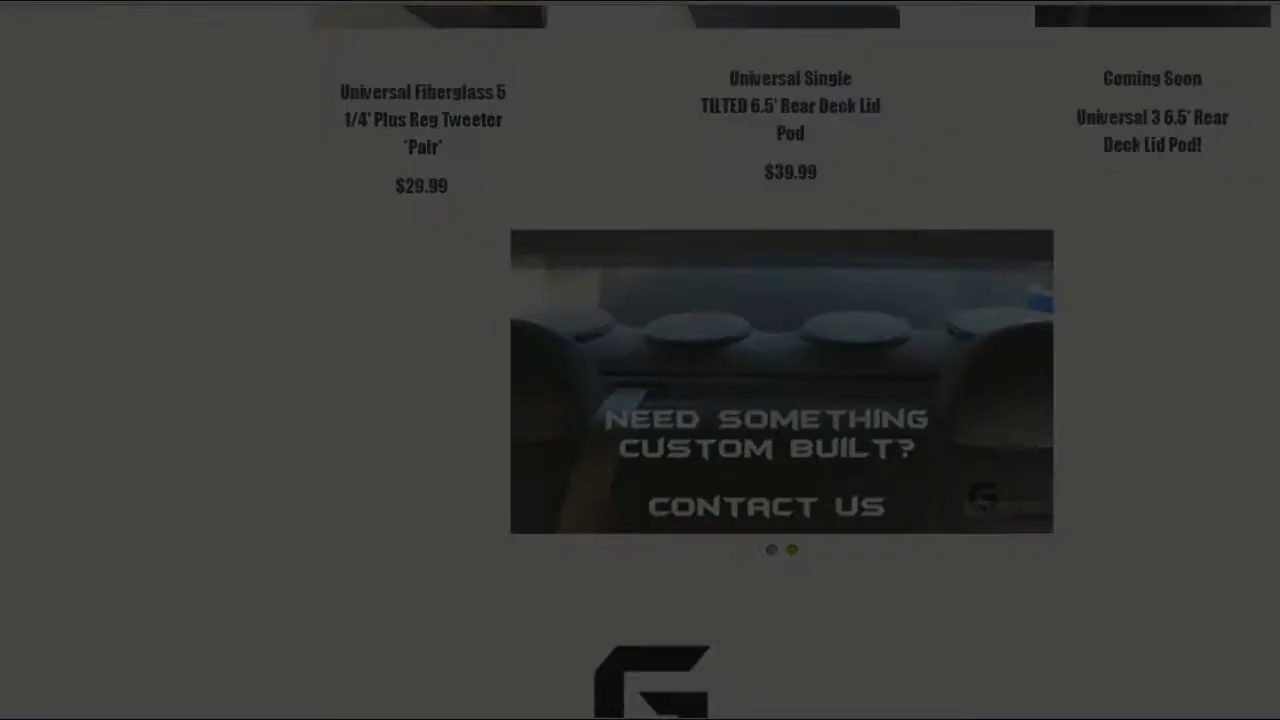 Universal Fiberglass 5
1/4' Plus Reg Tweeter
*Pair*
$29.99
Universal Single
TILTED 6.5' Rear Deck Lid
Pod
$39.99
Coming Soon
Universal 3 6.5' Rear
Deck Lid Pod!
NEED SOMETHING
CUSTOM BUILT?
CONTACT US